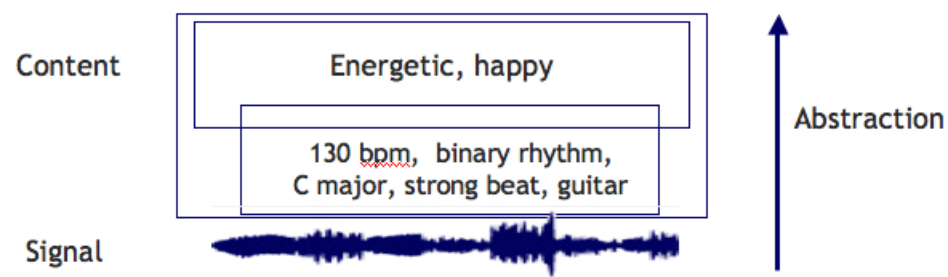 Content
Energetic, happy
Abstraction
130 bpm, binary rhythm,
C major, strong beat, guitar
Signal